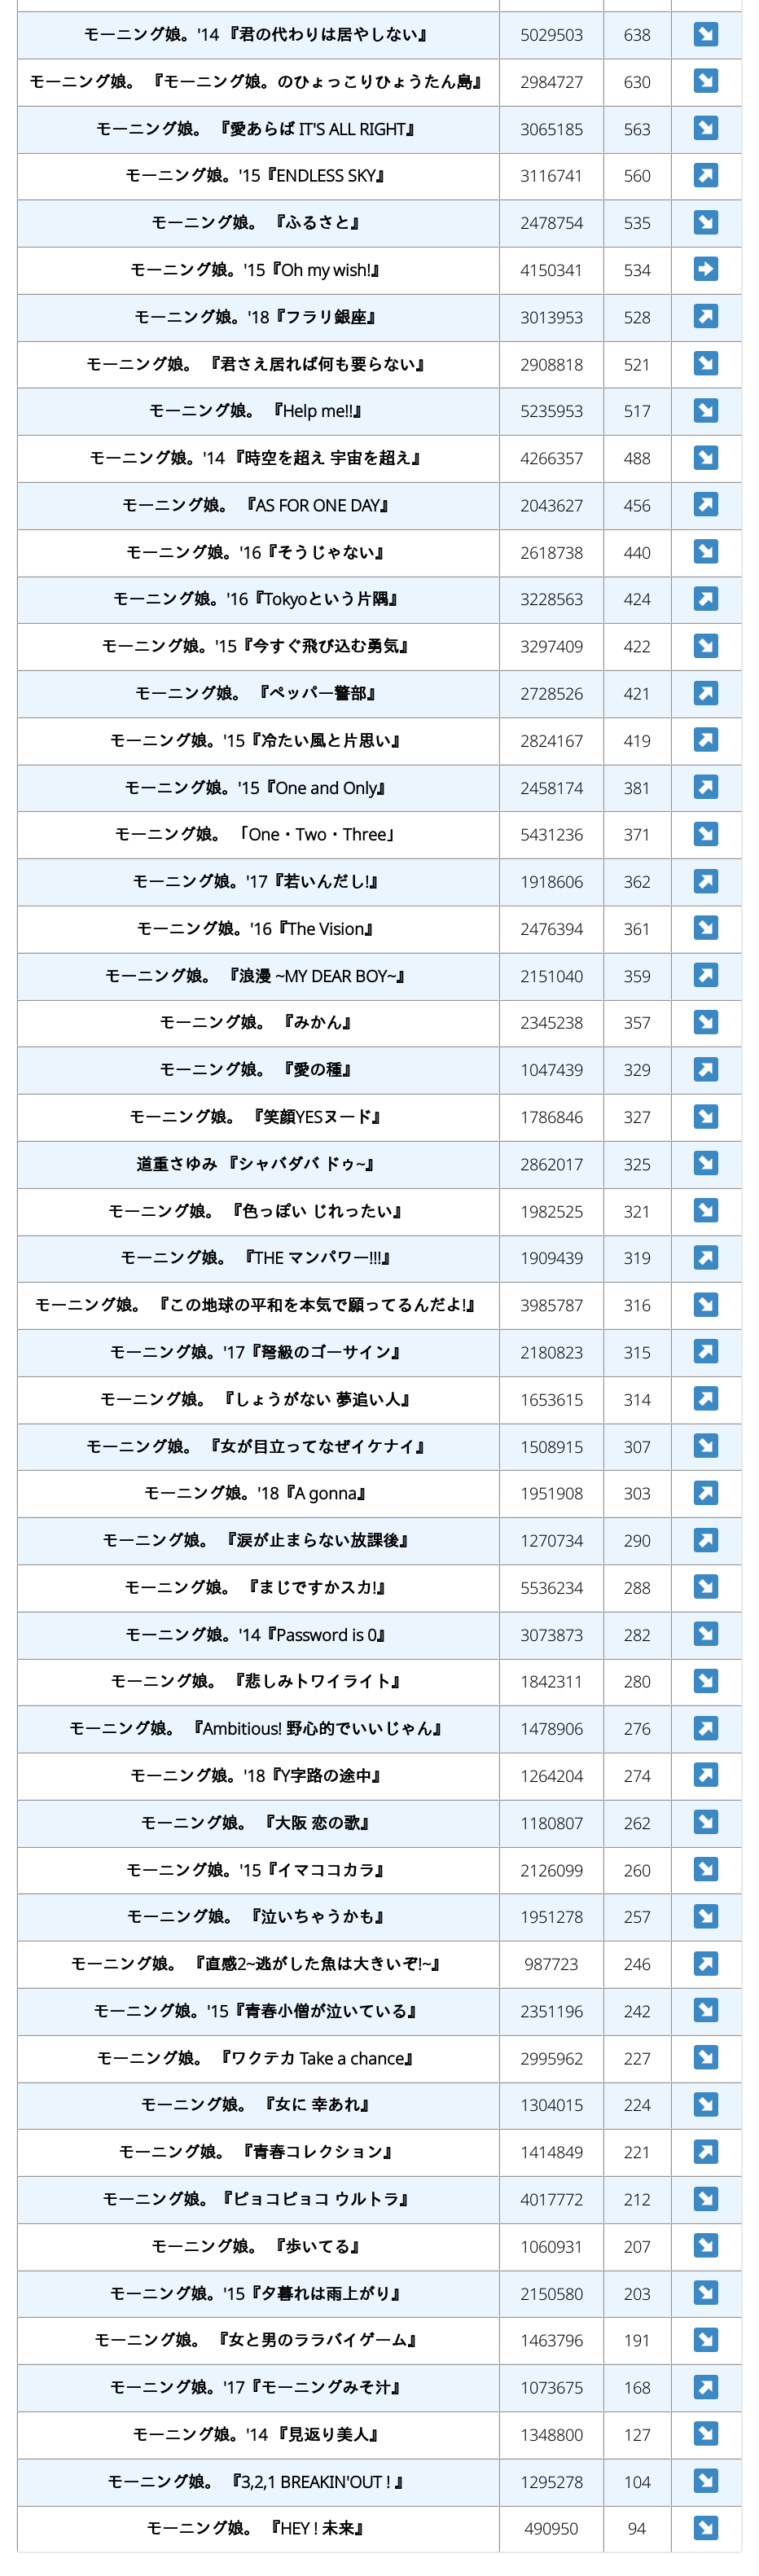 モーニング娘。'14 『君の代わりは居やしない』 5029503 638
モーニング娘。 『モーニング娘。のひょっこりひょうたん島』 2984727 630
モーニング娘。 『愛あらば IT'S ALL RIGHT』 3065185 563
モーニング娘。'15『ENDLESS SKY』 3116741 560
モーニング娘。 『ふるさと』 2478754 535
モーニング娘。'15『Oh my wish!』 4150341 534
モーニング娘。'18『フラリ銀座』 3013953 528
モーニング娘。 『君さえ居れば何も要らない』 2908818 521
モーニング娘。 『Help me!!』 5235953 517
モーニング娘。'14 『時空を超え 宇宙を超え』 4266357 488
モーニング娘。 『AS FOR ONE DAY』 2043627 456
モーニング娘。'16『そうじゃない』 2618738 440
モーニング娘。'16『Tokyoという片隅』 3228563 424
モーニング娘。'15『今すぐ飛び込む勇気』 3297409 422
モーニング娘。 『ペッパー警部』 2728526 421
モーニング娘。'15『冷たい風と片思い』 2824167 419
モーニング娘。'15『One and Only』 2458174 381
モーニング娘。 「One・Two・Three」 5431236 371
モーニング娘。'17『若いんだし!』 1918606 362
モーニング娘。'16『The Vision』 2476394 361
モーニング娘。 『浪漫 ~MY DEAR BOY~』 2151040 359
モーニング娘。 『みかん』 2345238 357
モーニング娘。 『愛の種』 1047439 329
モーニング娘。 『笑顔YESヌード』 1786846 327
道重さゆみ 『シャバダバ ドゥ~』 2862017 325
モーニング娘。 『色っぽい じれったい』 1982525 321
モーニング娘。 『THE マンパワー!!!』 1909439 319
モーニング娘。 『この地球の平和を本気で願ってるんだよ!』 3985787 316
モーニング娘。'17『弩級のゴーサイン』 2180823 315
モーニング娘。 『しょうがない 夢追い人』 1653615 314
モーニング娘。 『女が目立ってなぜイケナイ』 1508915 307
モーニング娘。'18『A gonna』 1951908 303
モーニング娘。 『涙が止まらない放課後』 1270734 290
モーニング娘。 『まじですかスカ!』 5536234 288
モーニング娘。'14『Password is 0』 3073873 282
モーニング娘。 『悲しみトワイライト』 1842311 280
モーニング娘。 『Ambitious! 野心的でいいじゃん』 1478906 276
モーニング娘。'18『Y字路の途中』 1264204 274
モーニング娘。 『大阪 恋の歌』 1180807 262
モーニング娘。'15『イマココカラ』 2126099 260
モーニング娘。 『泣いちゃうかも』 1951278 257
モーニング娘。 『直感2~逃がした魚は大きいぞ!~』 987723 246
モーニング娘。'15『青春小僧が泣いている』 2351196 242
モーニング娘。 『ワクテカ Take a chance』 2995962 227
モーニング娘。 『女に 幸あれ』 1304015 224
モーニング娘。 『青春コレクション』 1414849 221
モーニング娘。『ピョコピョコ ウルトラ』 4017772 212
モーニング娘。 『歩いてる』 1060931 207
モーニング娘。'15『夕暮れは雨上がり』 2150580 203
モーニング娘。 『女と男のララバイゲーム』 1463796 191
モーニング娘。'17『モーニングみそ汁』 1073675 168
モーニング娘。'14 『見返り美人』 1348800 127
モーニング娘。 『3,2,1 BREAKIN'OUT ! 』 1295278 104
モーニング娘。 『HEY ! 未来』 490950 94